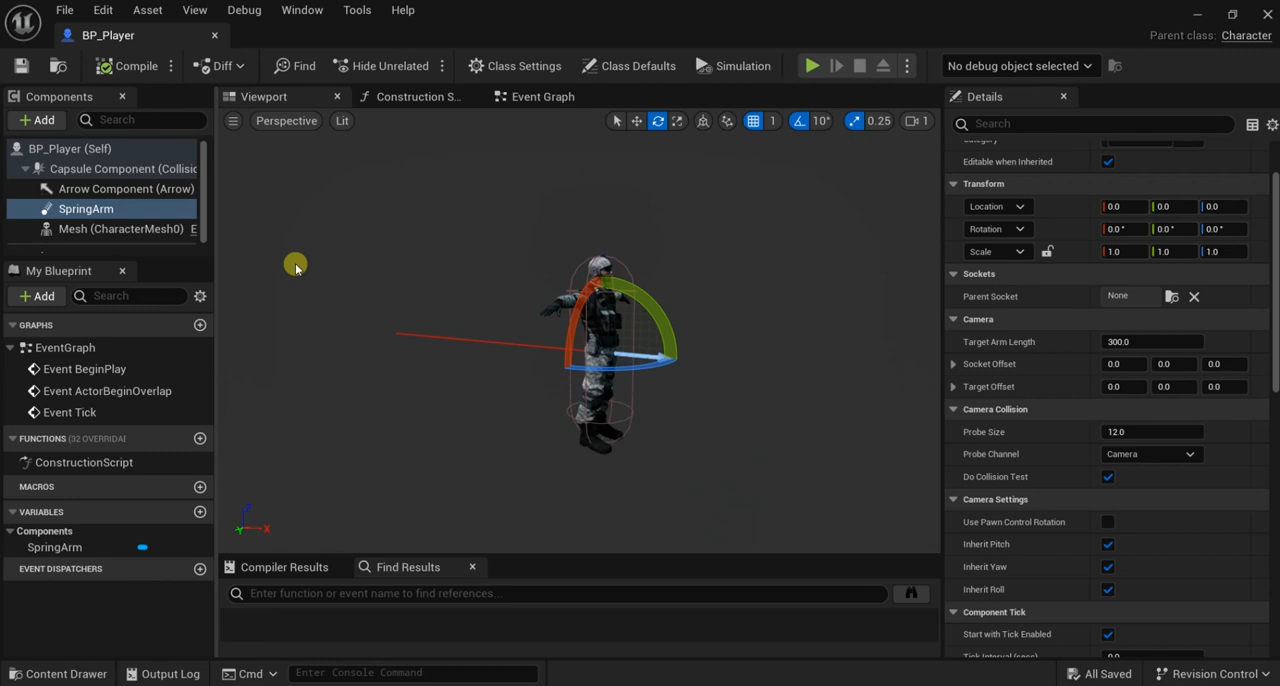 File Edit Asset View Debug Window Tools Help
BP_Player
Parent class: Character
Compile Diff Find Hide Unrelated Class Settings Class Defaults Simulation No debug object selected
Components
Add Search
BP_Player (Self)
Capsule Component (Collisic
Arrow Component (Arrow)
SpringArm
Mesh (CharacterMesh0) E
My Blueprint
Add Search
GRAPHS
EventGraph
Event BeginPlay
Event ActorBeginOverlap
Event Tick
FUNCTIONS (32 OVERRIDAI
ConstructionScript
MACROS
VARIABLES
Components
SpringArm
EVENT DISPATCHERS
Viewport Construction S... Event Graph
Perspective Lit 1 10° 0.25 1
Z
Y X
Compiler Results Find Results
Enter function or event name to find references...
Details
Search
Editable when Inherited
Transform
Location 0.0 0.0 0.0
Rotation 0.0 ° 0.0 ° 0.0 °
Scale 1.0 1.0 1.0
Sockets
Parent Socket None
Camera
Target Arm Length 300.0
Socket Offset 0.0 0.0 0.0
Target Offset 0.0 0.0 0.0
Camera Collision
Probe Size 12.0
Probe Channel Camera
Do Collision Test
Camera Settings
Use Pawn Control Rotation
Inherit Pitch
Inherit Yaw
Inherit Roll
Component Tick
Start with Tick Enabled
Content Drawer Output Log Cmd Enter Console Command All Saved Revision Control